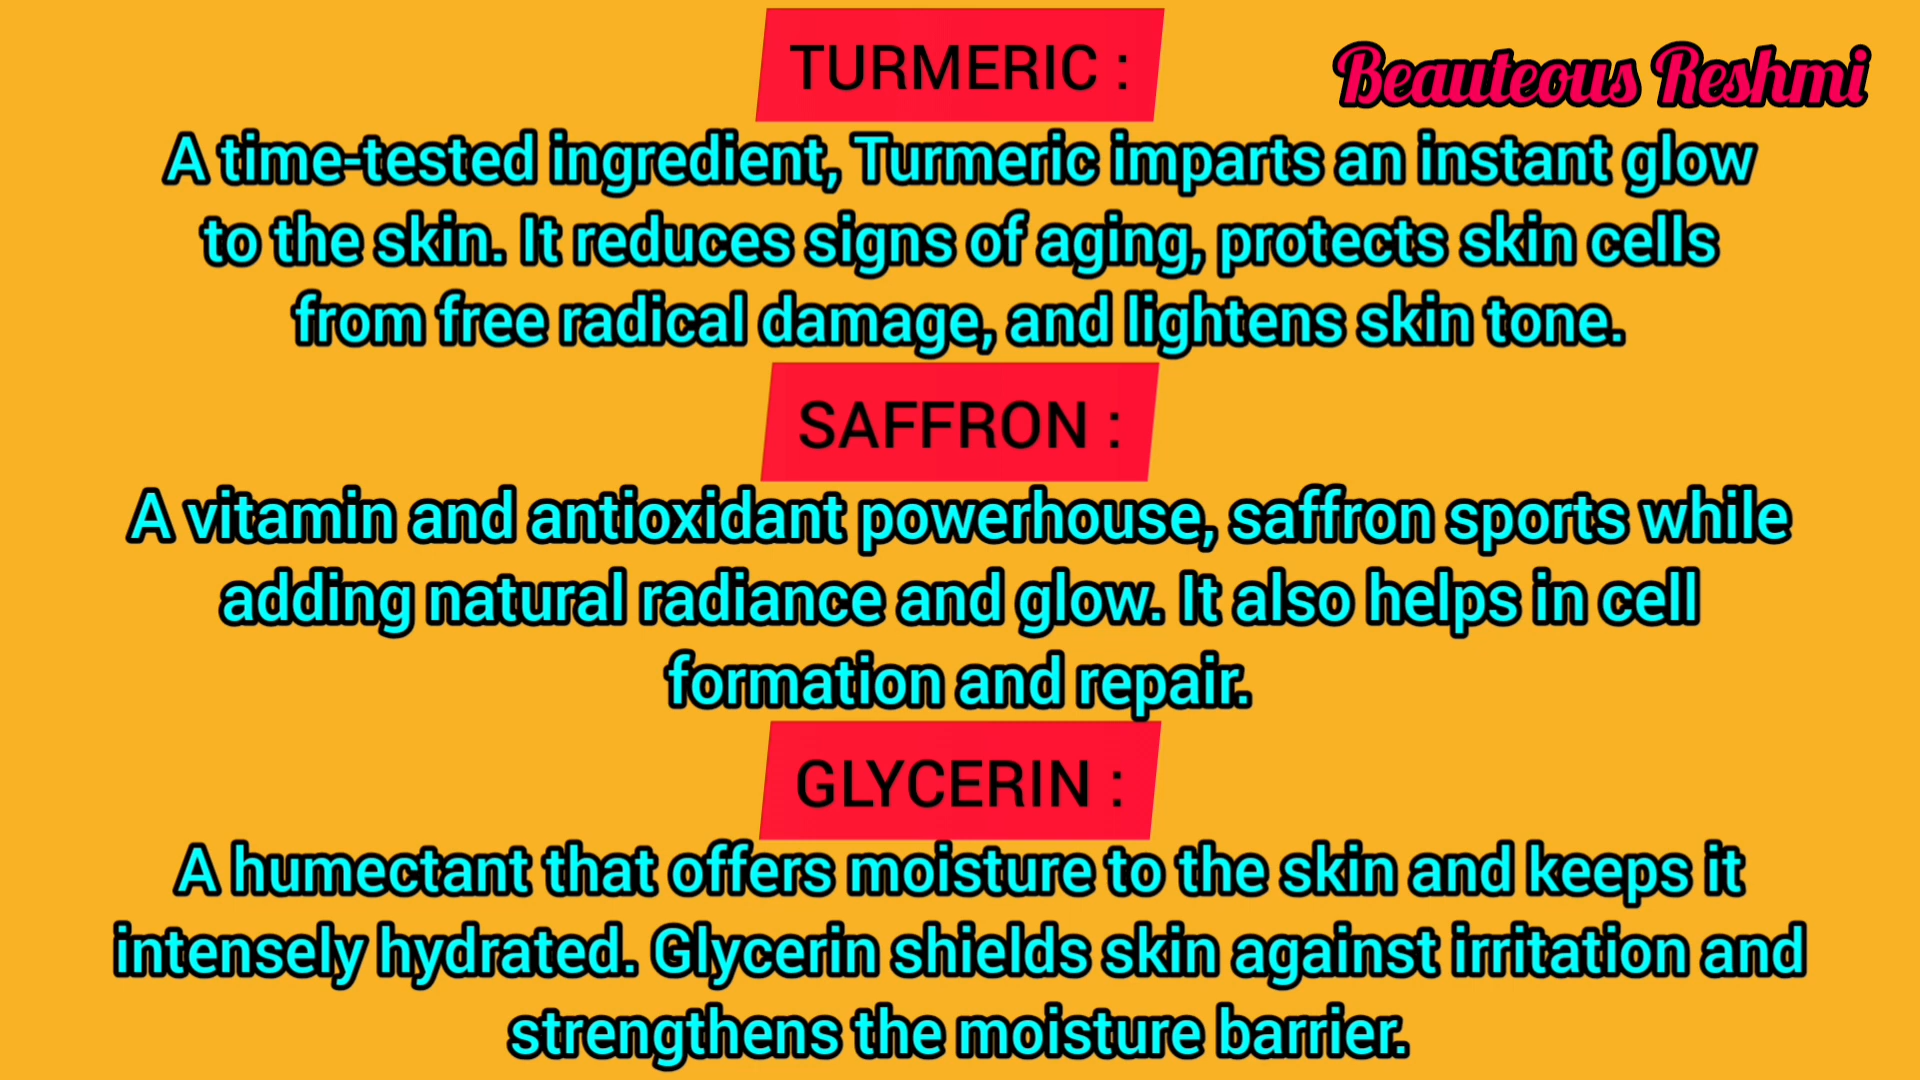 TURMERIC :
Beauteous Reshmi
A time-tested ingredient, Turmeric imparts an instant glow
to the skin. It reduces signs of aging, protects skin cells
from free radical damage, and lightens skin tone.
SAFFRON :
A vitamin and antioxidant powerhouse, saffron sports while
adding natural radiance and glow. It also helps in cell
formation and repair.
GLYCERIN :
A humectant that offers moisture to the skin and keeps it
intensely hydrated. Glycerin shields skin against irritation and
strengthens the moisture barrier.